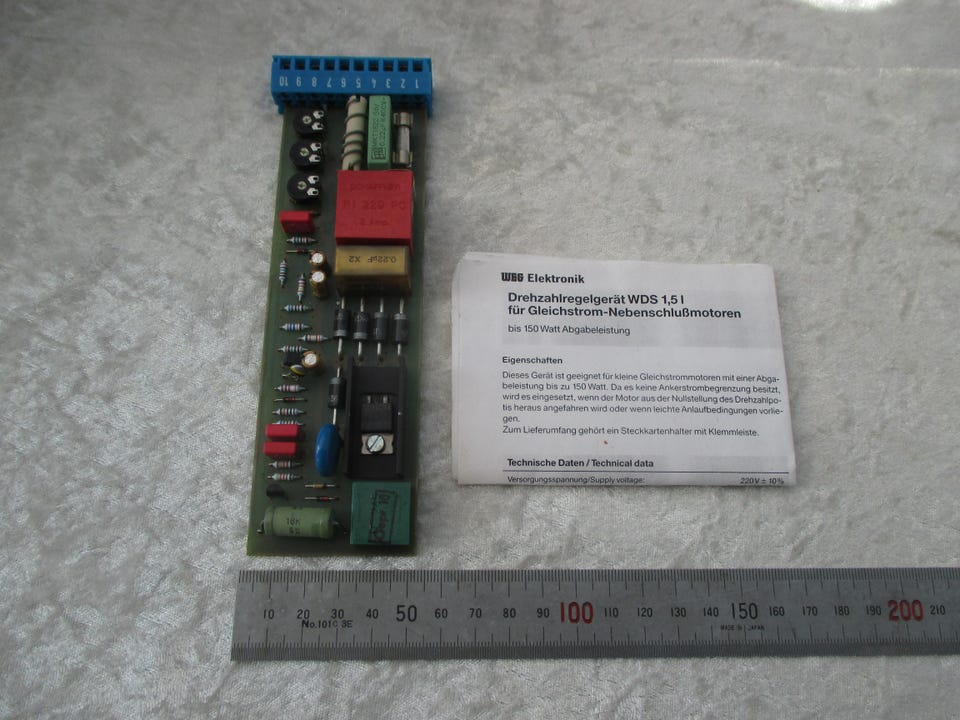 10 9 8 7 6 5 4 3 2 1
0.22µF X2
10K
WEG Elektronik
Drehzahlregelgerät WDS 1,5 I
für Gleichstrom-Nebenschlußmotoren
bis 150 Watt Abgabeleistung
Eigenschaften
Dieses Gerät ist geeignet für kleine Gleichstrommotoren mit einer Abga-
beleistung bis zu 150 Watt. Da es keine Ankerstrombegrenzung besitzt,
wird es eingesetzt, wenn der Motor aus der Nullstellung des Drehzahlpo-
tis heraus angefahren wird oder wenn leichte Anlaufbedingungen vorlie-
gen.
Zum Lieferumfang gehört ein Steckkartenhalter mit Klemmleiste.
Technische Daten / Technical data
Versorgungsspannung/Supply voltage: 220V ± 10%
10 20 30 40 50 60 70 80 90 100 110 120 130 140 150 160 170 180 190 200 210
No.101C 3E
MADE IN JAPAN